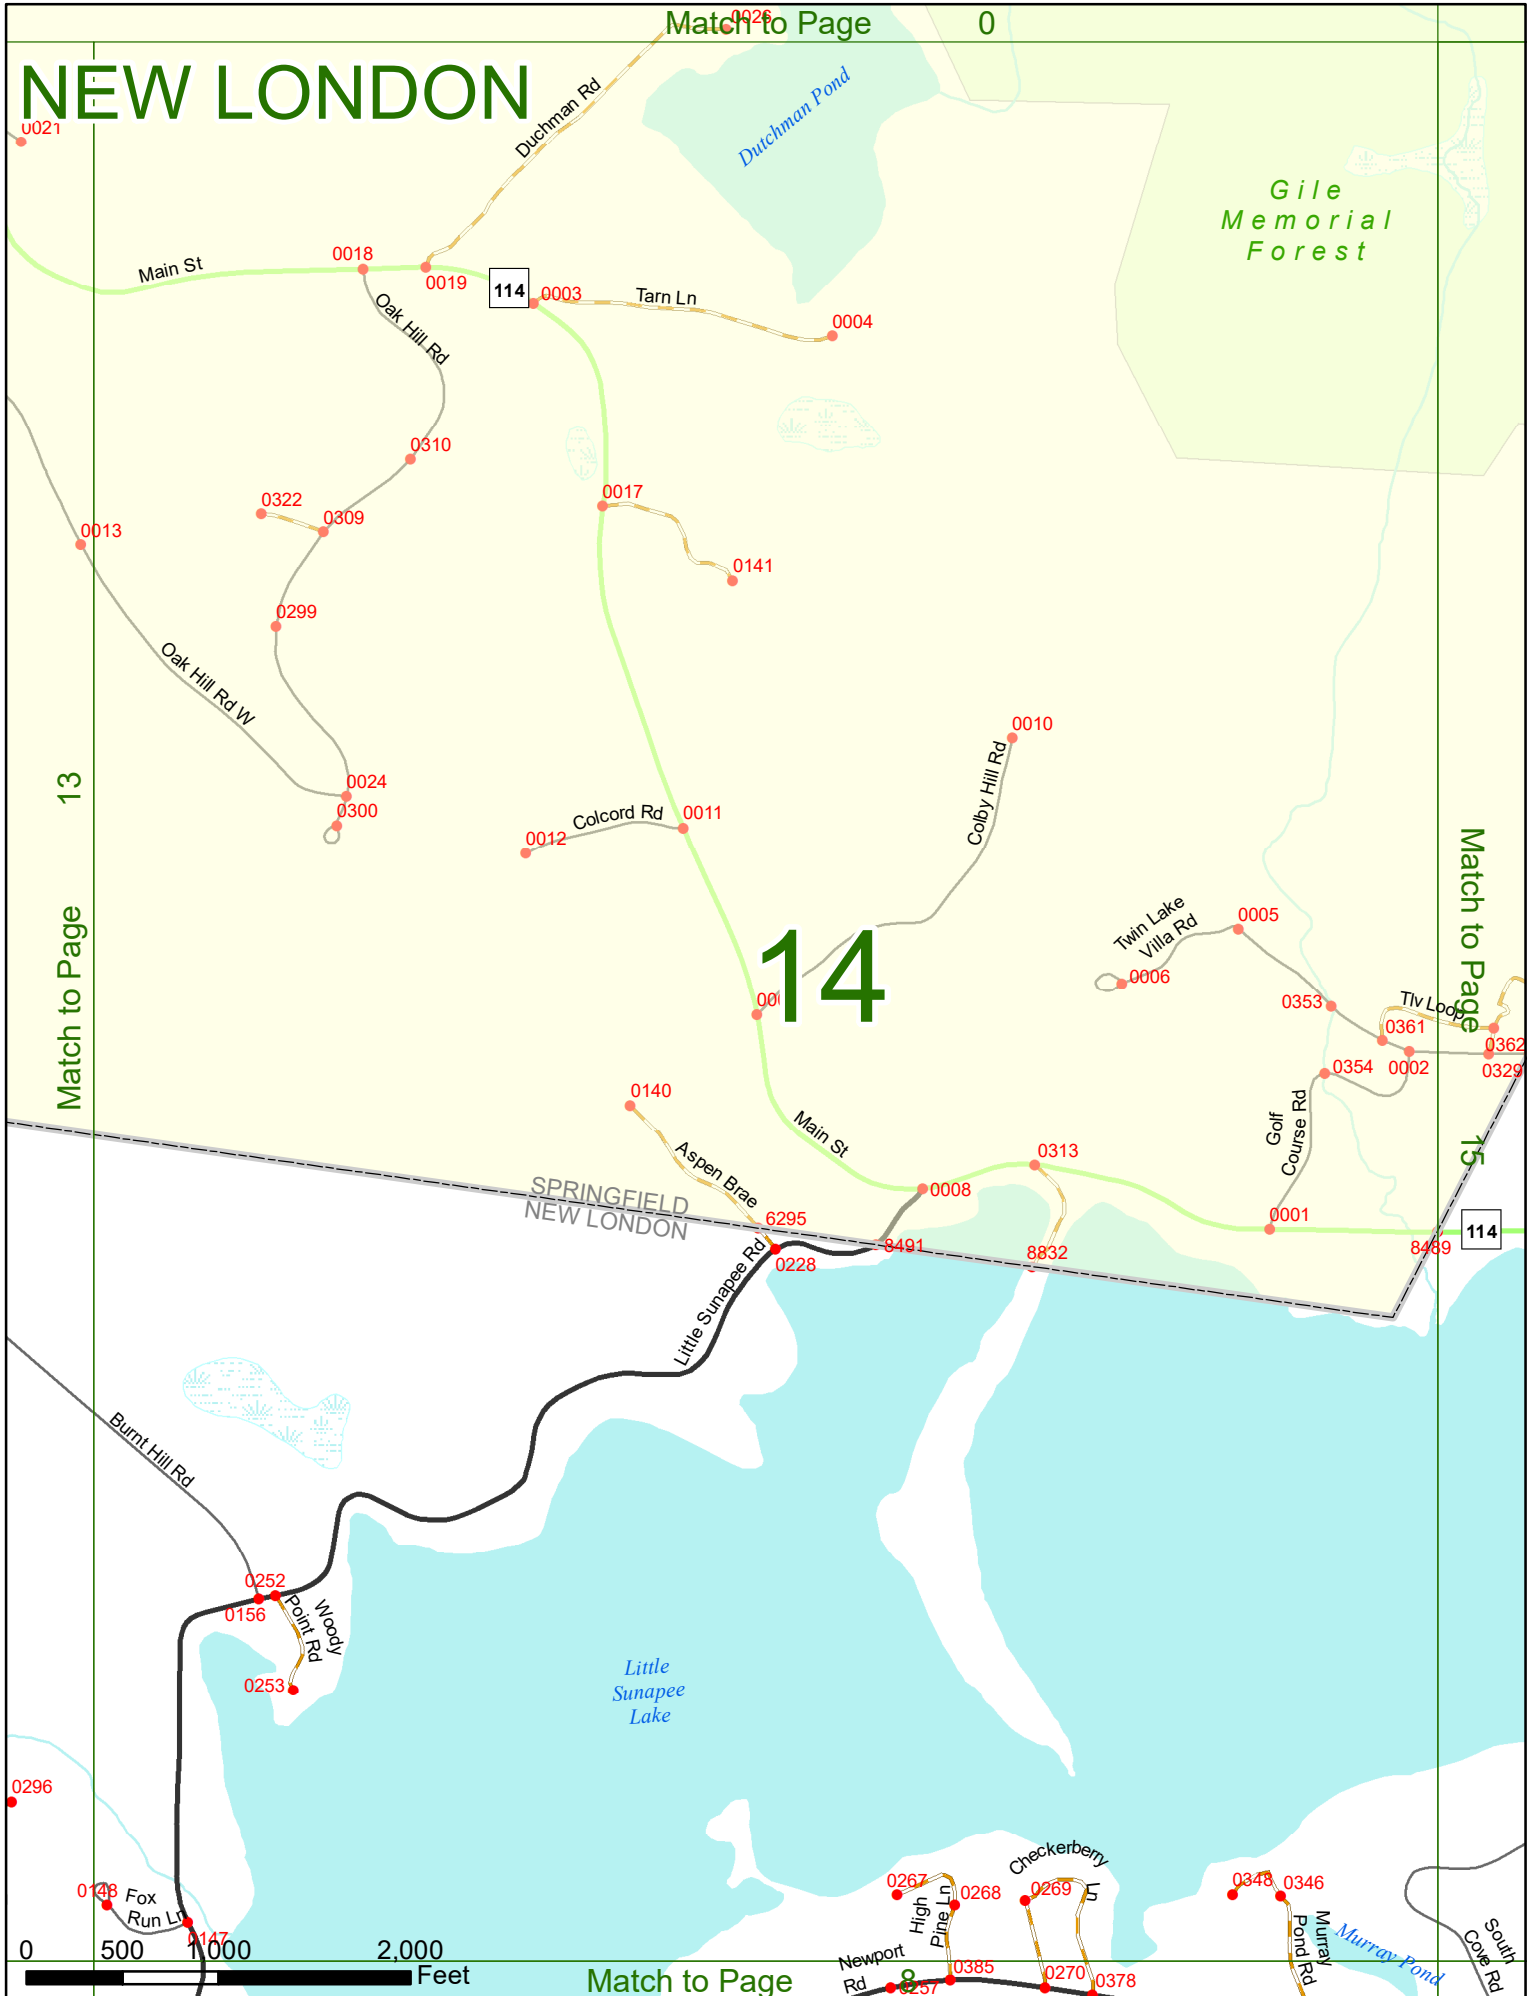 Match to Page 0
0026
NEW LONDON
0021
Duchman Rd
Dutchman Pond
Gile
Memorial
Forest
Main St
0018
0019
114
0003
Tarn Ln
0004
Oak Hill Rd
0310
0322
0309
0017
0013
0141
0299
Oak Hill Rd W
0010
Colby Hill Rd
13
Match to Page
0024
0300
Colcord Rd
0011
0012
Match to Page
15
14
Twin Lake
Villa Rd
0005
0006
0353
Tlv Loop
0361
0362
0002
0329
0354
0140
Main St
Golf
Course Rd
Aspen Brae
0313
SPRINGFIELD
NEW LONDON
0008
6295
0001
114
8491
8832
8489
0228
Little Sunapee Rd
Burnt Hill Rd
0252
0156
Woody
Point Rd
0253
Little
Sunapee
Lake
0296
0148
Fox
Run Ln
0147
Checkerberry
Ln
0267
0268
0269
0348
0346
High
Pine Ln
Murray
Pond Rd
Murray Pond
South
Cove Rd
Newport
Rd
0385
0257
0270
0378
0 500 1,000 2,000
Feet
Match to Page 8